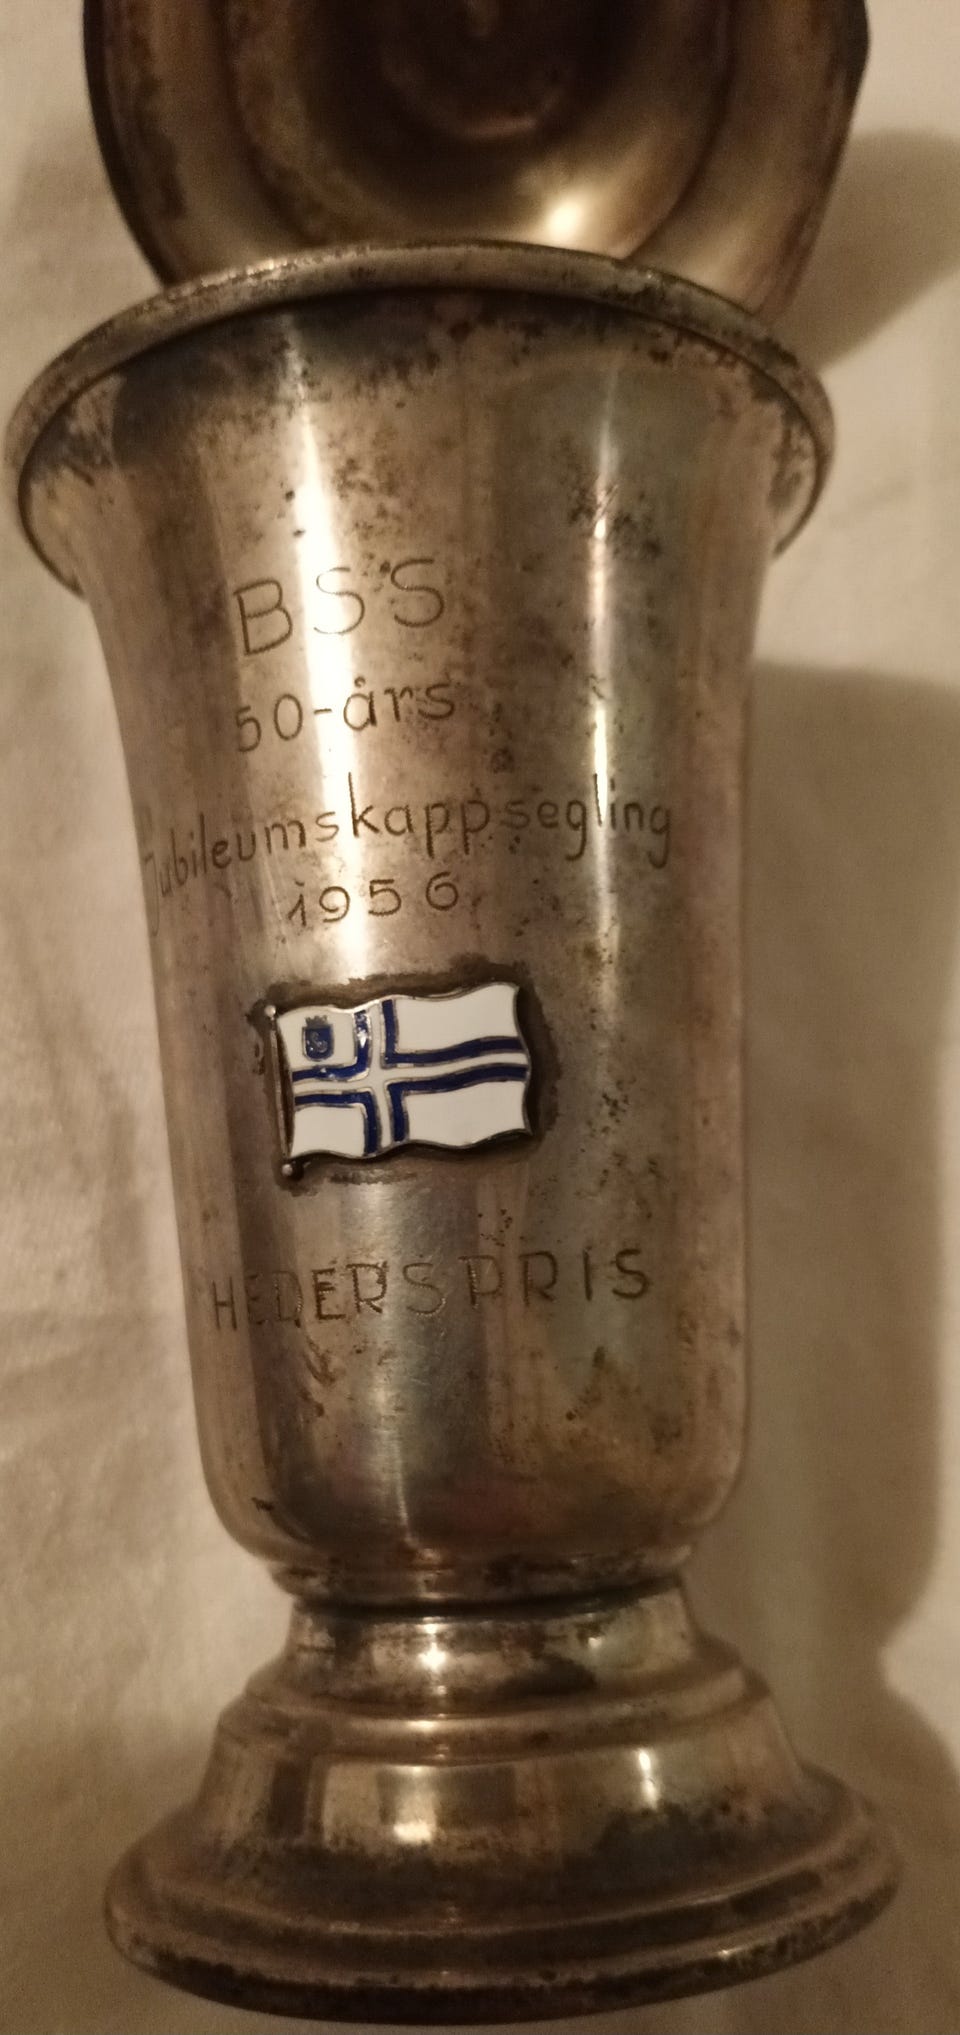 BSS
50-års
Jubileumskappsegling
1956
HEDERSPRIS